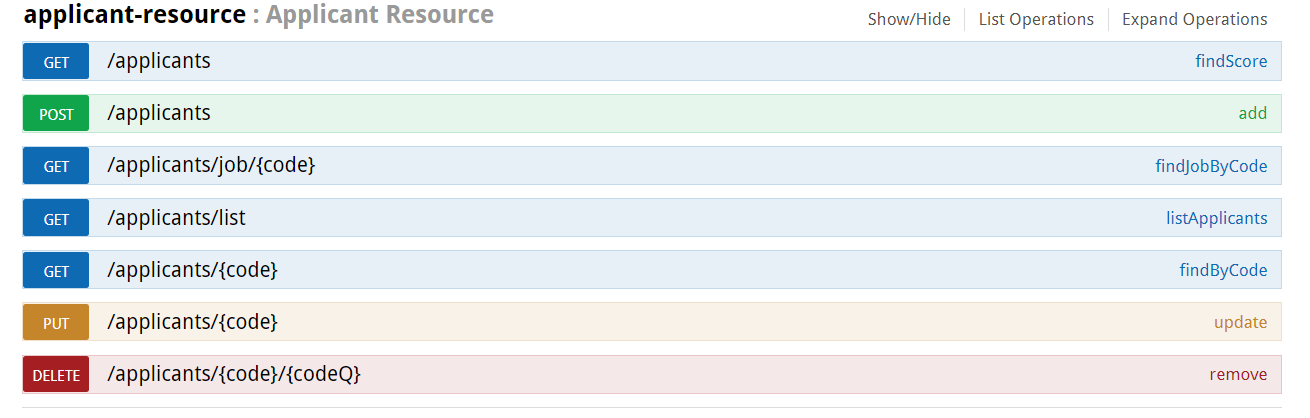 applicant-resource : Applicant Resource Show/Hide List Operations Expand Operations
GET /applicants findScore
POST /applicants add
GET /applicants/job/{code} findJobByCode
GET /applicants/list listApplicants
GET /applicants/{code} findByCode
PUT /applicants/{code} update
DELETE /applicants/{code}/{codeQ} remove